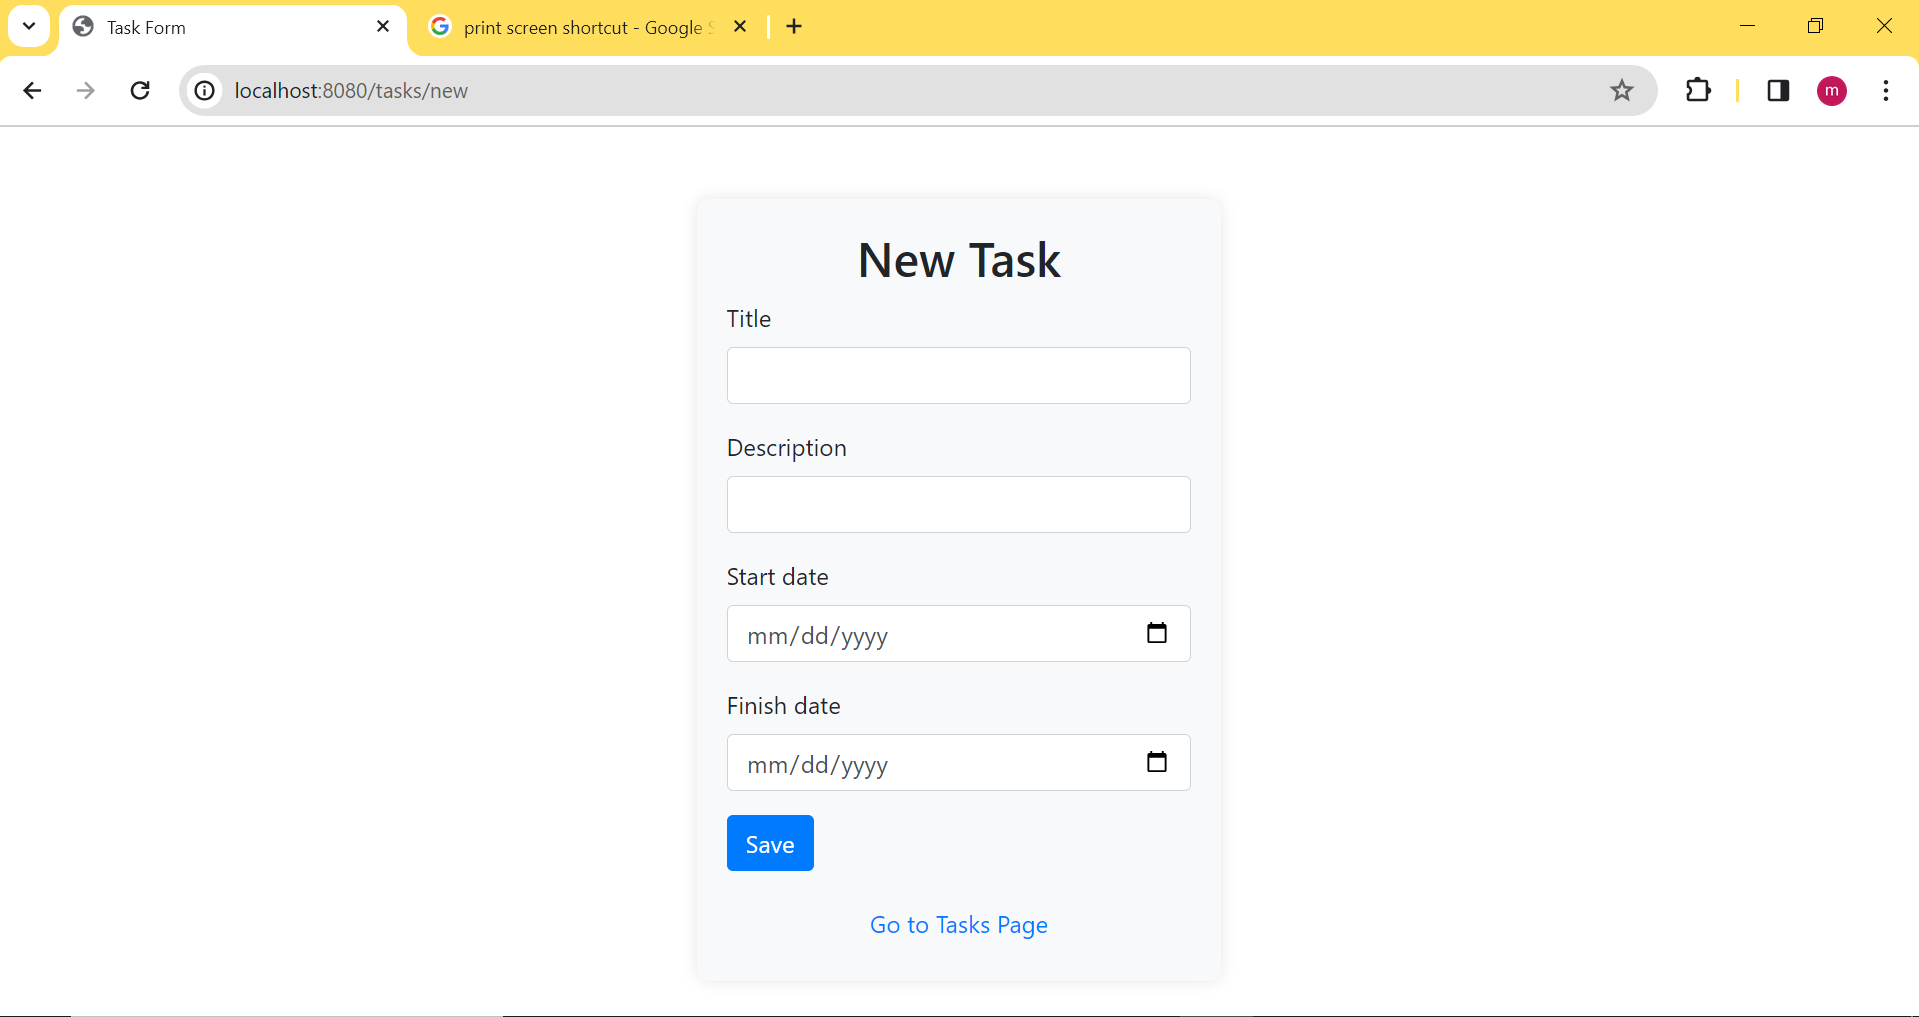 Task Form
print screen shortcut - Google S
localhost:8080/tasks/new
m
New Task
Title
Description
Start date
mm/dd/yyyy
Finish date
mm/dd/yyyy
Save
Go to Tasks Page